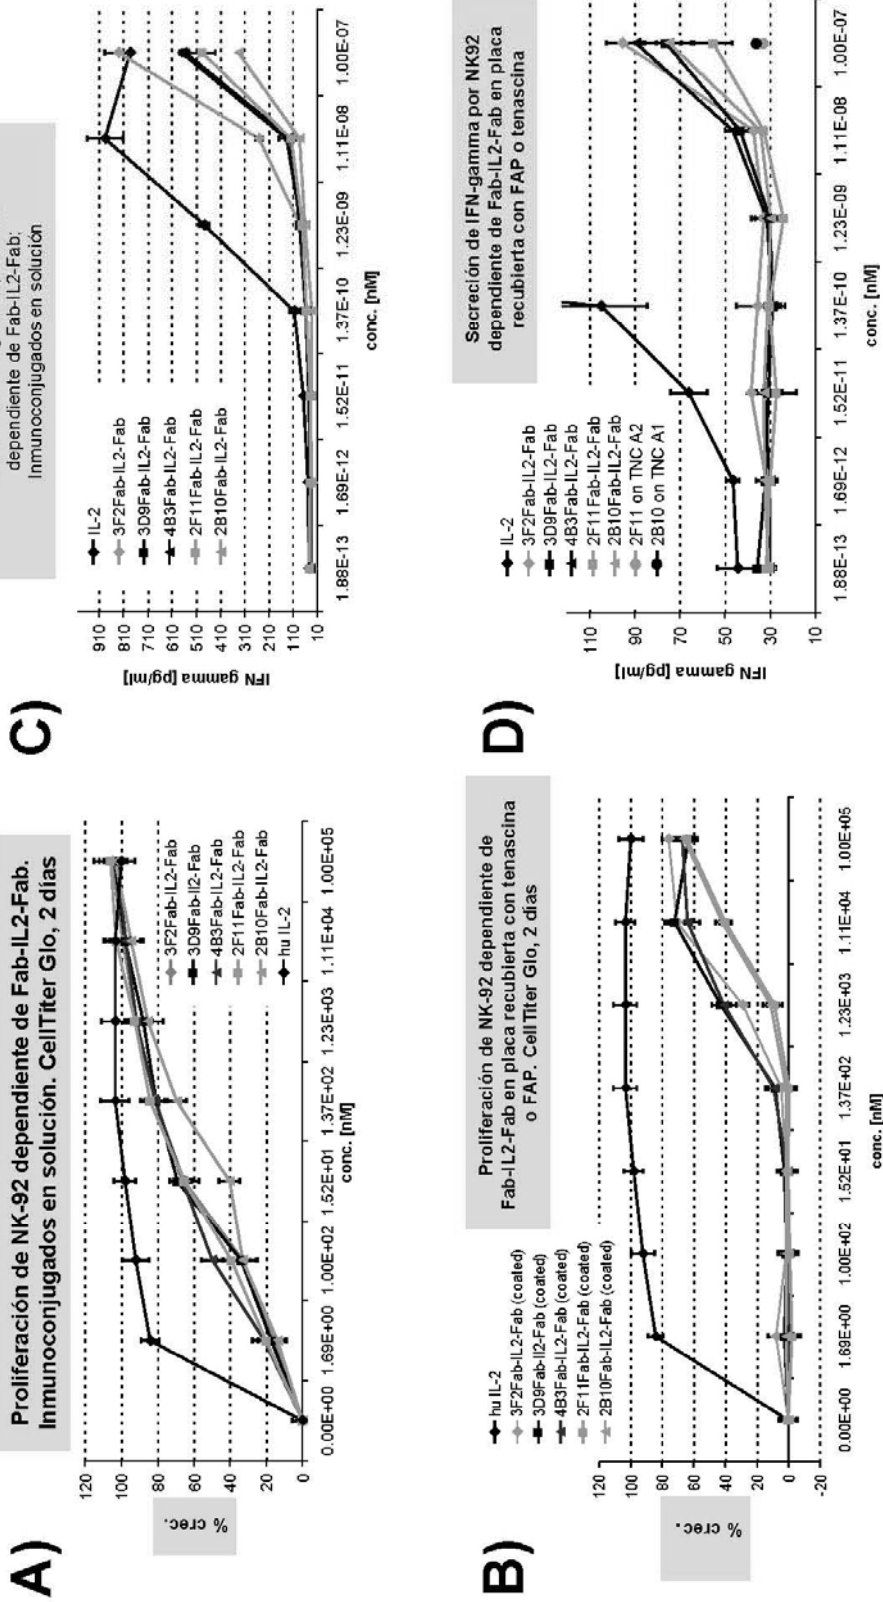 A)
Proliferación de NK-92 dependiente de Fab-IL2-Fab.
Inmunoconjugados en solución. CellTiter Glo, 2 días
% crec.
120
100
80
60
40
20
0
3F2Fab-IL2-Fab
3D9Fab-Il2-Fab
4B3Fab-IL2-Fab
2F11Fab-IL2-Fab
2B10Fab-IL2-Fab
hu IL-2
0.00E+00 1.69E+00 1.00E+02 1.52E+01 1.37E+02 1.23E+03 1.11E+04 1.00E+05
conc. [nM]
B)
Proliferación de NK-92 dependiente de
Fab-IL2-Fab en placa recubierta con tenascina
o FAP. CellTiter Glo, 2 días
hu IL-2
3F2Fab-IL2-Fab (coated)
3D9Fab-Il2-Fab (coated)
4B3Fab-IL2-Fab (coated)
2F11Fab-IL2-Fab (coated)
2B10Fab-IL2-Fab (coated)
% crec.
120
100
80
60
40
20
0
-20
0.00E+00 1.69E+00 1.00E+02 1.52E+01 1.37E+02 1.23E+03 1.11E+04 1.00E+05
conc. [nM]
C)
dependiente de Fab-IL2-Fab:
Inmunoconjugados en solución
IL-2
3F2Fab-IL2-Fab
3D9Fab-IL2-Fab
4B3Fab-IL2-Fab
2F11Fab-IL2-Fab
2B10Fab-IL2-Fab
IFN gamma [pg/ml]
910
810
710
610
510
410
310
210
110
10
1.88E-13 1.69E-12 1.52E-11 1.37E-10 1.23E-09 1.11E-08 1.00E-07
conc. [nM]
D)
Secreción de IFN-gamma por NK92
dependiente de Fab-IL2-Fab en placa
recubierta con FAP o tenascina
IL-2
3F2Fab-IL2-Fab
3D9Fab-IL2-Fab
4B3Fab-IL2-Fab
2F11Fab-IL2-Fab
2B10Fab-IL2-Fab
2F11 on TNC A2
2B10 on TNC A1
IFN gamma [pg/ml]
110
90
70
50
30
10
1.88E-13 1.69E-12 1.52E-11 1.37E-10 1.23E-09 1.11E-08 1.00E-07
conc. [nM]